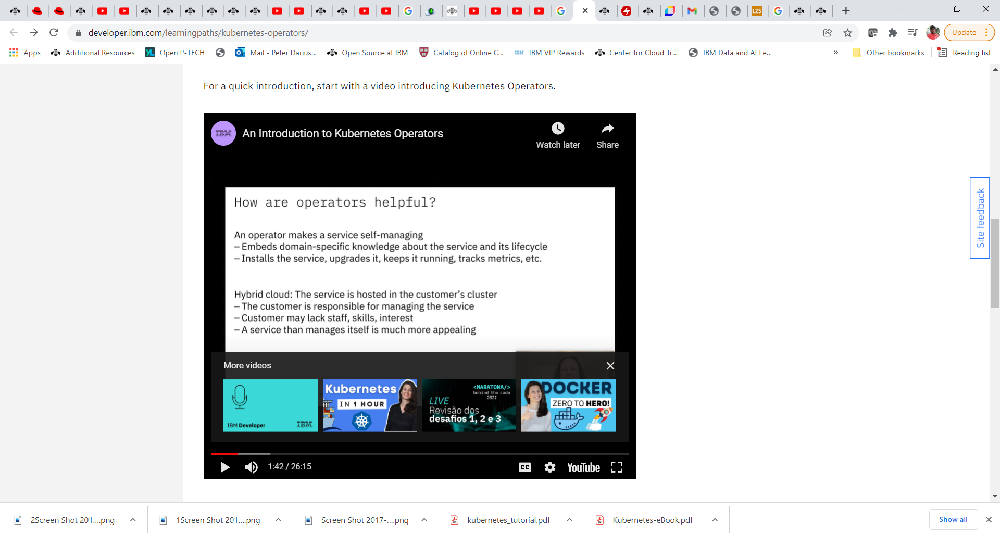 L2S
developer.ibm.com/learningpaths/kubernetes-operators/
Update
Apps
Additional Resources
YL
Open P-TECH
Mail - Peter Darius...
Open Source at IBM
Catalog of Online C...
IBM
IBM VIP Rewards
Center for Cloud Tr...
IBM Data and AI Le...
»
Other bookmarks
Reading list
For a quick introduction, start with a video introducing Kubernetes Operators.
IBM
An Introduction to Kubernetes Operators
Watch later
Share
How are operators helpful?
An operator makes a service self-managing
– Embeds domain-specific knowledge about the service and its lifecycle
– Installs the service, upgrades it, keeps it running, tracks metrics, etc.
Hybrid cloud: The service is hosted in the customer's cluster
– The customer is responsible for managing the service
– Customer may lack staff, skills, interest
– A service than manages itself is much more appealing
Site feedback
More videos
IBM Developer
IBM
Kubernetes
IN 1 HOUR
<MARATONA/>
behind the code
2021
LIVE
Revisão dos
desafios 1, 2 e 3
DOCKER
ZERO TO HERO!
1:42 / 26:15
CC
YouTube
2Screen Shot 201....png
1Screen Shot 201....png
Screen Shot 2017-....png
kubernetes_tutorial.pdf
Kubernetes-eBook.pdf
Show all